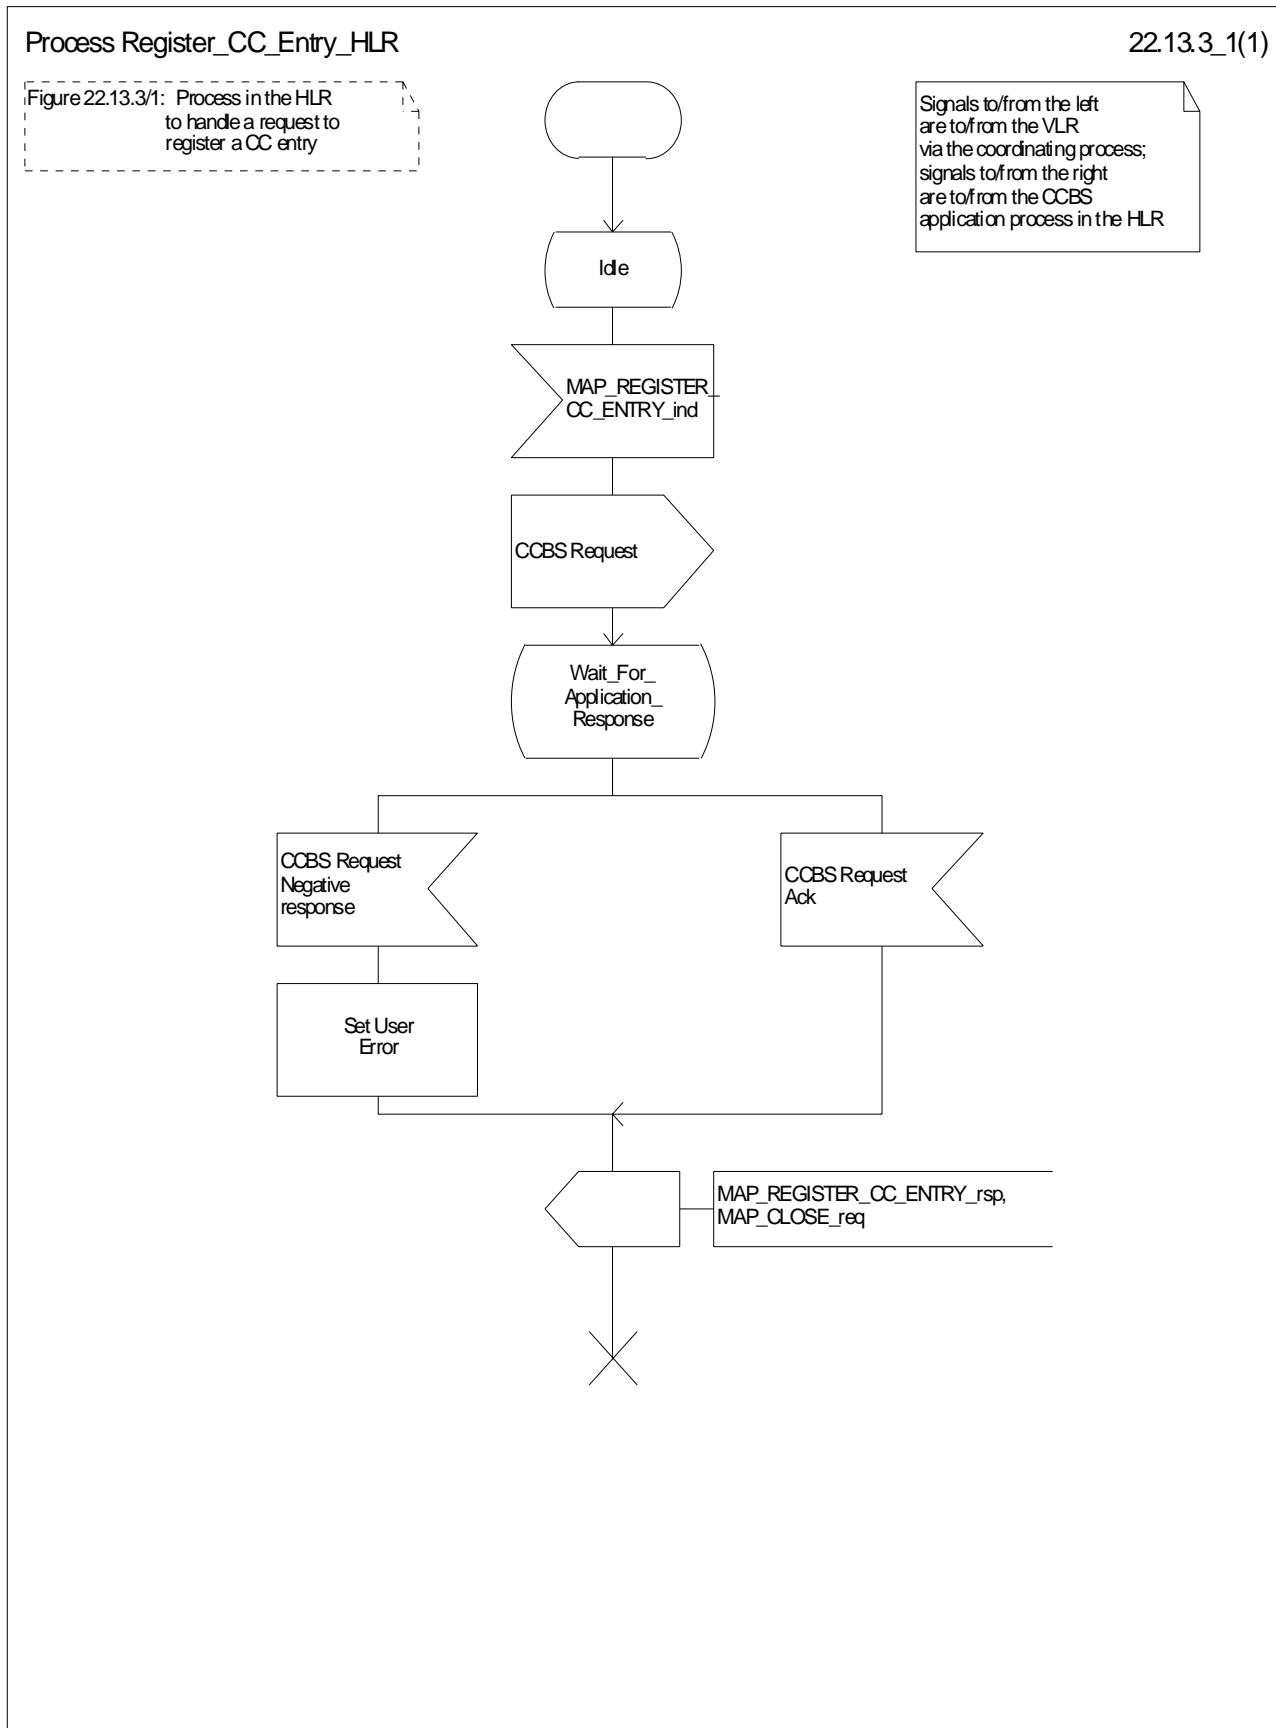 Process Register_CC_Entry_HLR
22.13.3_1(1)
Figure 22.13.3/1: Process in the HLR
to handle a request to
register a CC entry
Signals to/from the left
are to/from the VLR
via the coordinating process;
signals to/from the right
are to/from the CCBS
application process in the HLR
Idle
MAP_REGISTER_
CC_ENTRY_ind
CCBS Request
Wait_For_
Application_
Response
CCBS Request
Negative
response
CCBS Request
Ack
Set User
Error
MAP_REGISTER_CC_ENTRY_rsp,
MAP_CLOSE_req